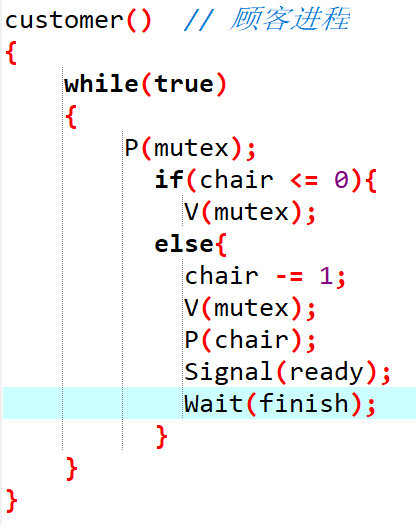 customer()  // 顾客进程
{
    while(true)
    {
        P(mutex);
          if(chair <= 0){
            V(mutex);
          else{
            chair -= 1;
            V(mutex);
            P(chair);
            Signal(ready);
            Wait(finish);
          }
    }
}